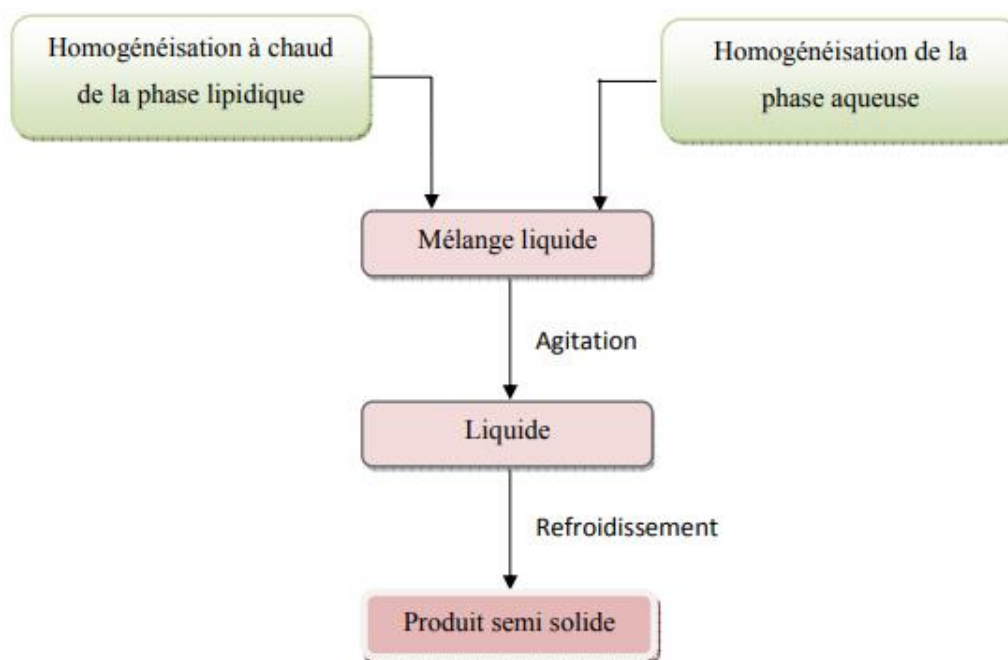 Homogénéisation à chaud
de la phase lipidique
Homogénéisation de la
phase aqueuse
Mélange liquide
Agitation
Liquide
Refroidissement
Produit semi solide